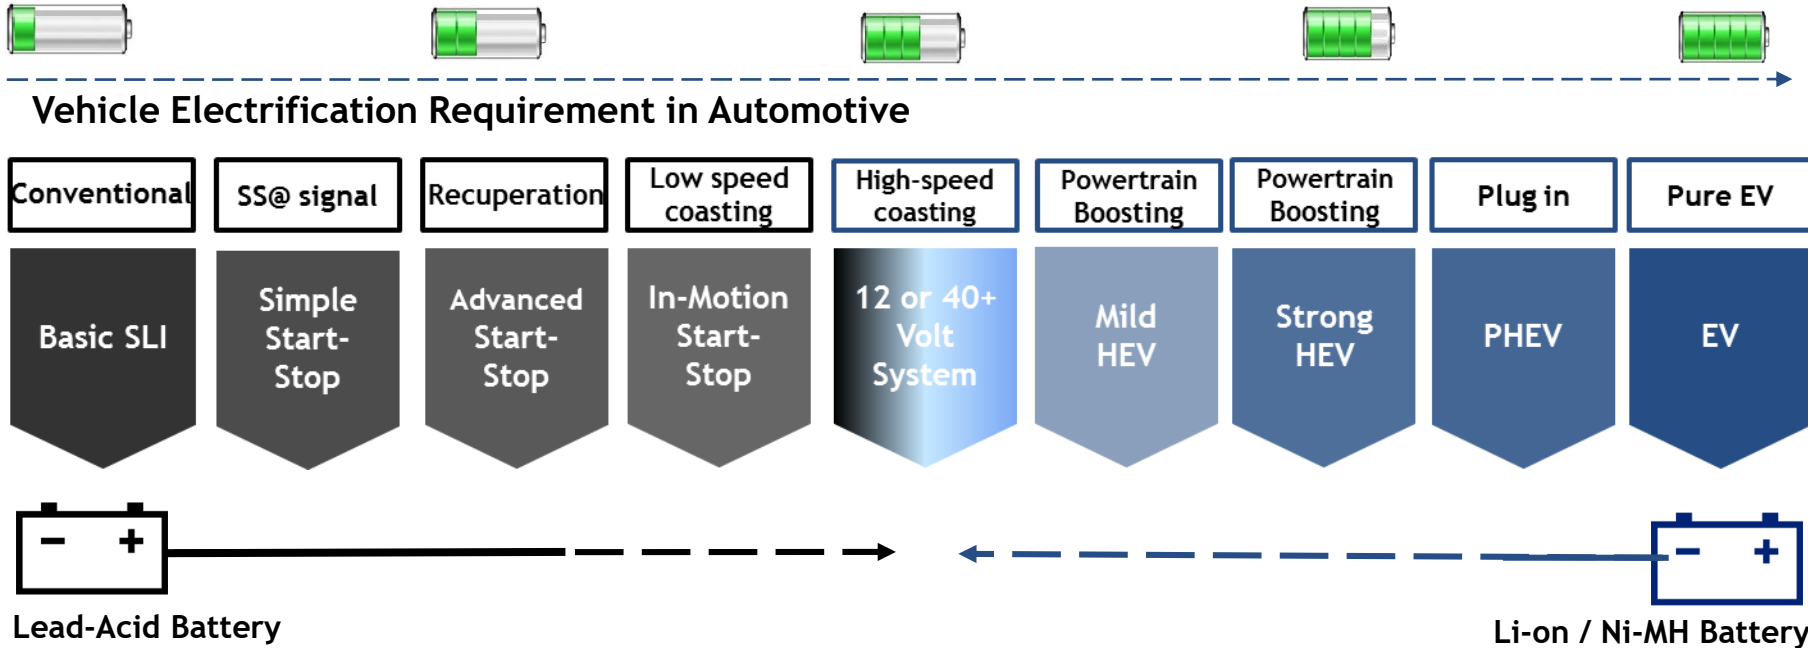 Vehicle Electrification Requirement in Automotive
Conventional
SS@ signal
Recuperation
Low speed
coasting
High-speed
coasting
Powertrain
Boosting
Powertrain
Boosting
Plug in
Pure EV
Basic SLI
Simple
Start-
Stop
Advanced
Start-
Stop
In-Motion
Start-
Stop
12 or 40+
Volt
System
Mild
HEV
Strong
HEV
PHEV
EV
− +
− +
Lead-Acid Battery
Li-on / Ni-MH Battery